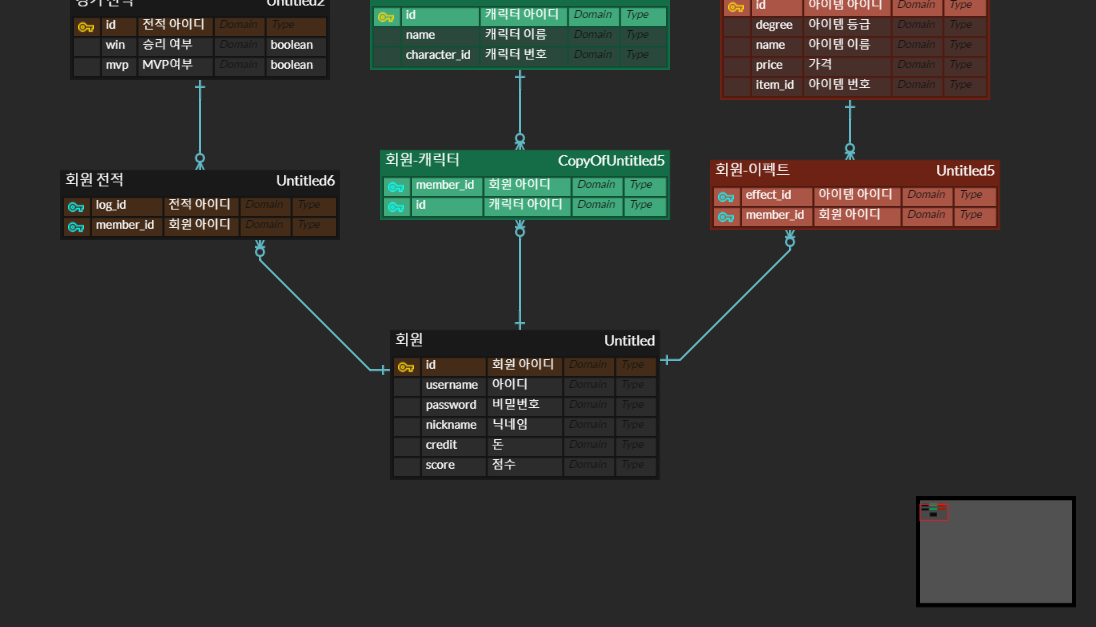 경기 전적 Untitled2
id 전적 아이디 Domain Type
win 승리 여부 Domain boolean
mvp MVP여부 Domain boolean
id 캐릭터 아이디 Domain Type
name 캐릭터 이름 Domain Type
character_id 캐릭터 번호 Domain Type
id 아이템 아이디 Domain Type
degree 아이템 등급 Domain Type
name 아이템 이름 Domain Type
price 가격 Domain Type
item_id 아이템 번호 Domain Type
회원 전적 Untitled6
log_id 전적 아이디 Domain Type
member_id 회원 아이디 Domain Type
회원-캐릭터 CopyOfUntitled5
member_id 회원 아이디 Domain Type
id 캐릭터 아이디 Domain Type
회원-이펙트 Untitled5
effect_id 아이템 아이디 Domain Type
member_id 회원 아이디 Domain Type
회원 Untitled
id 회원 아이디 Domain Type
username 아이디 Domain Type
password 비밀번호 Domain Type
nickname 닉네임 Domain Type
credit 돈 Domain Type
score 점수 Domain Type